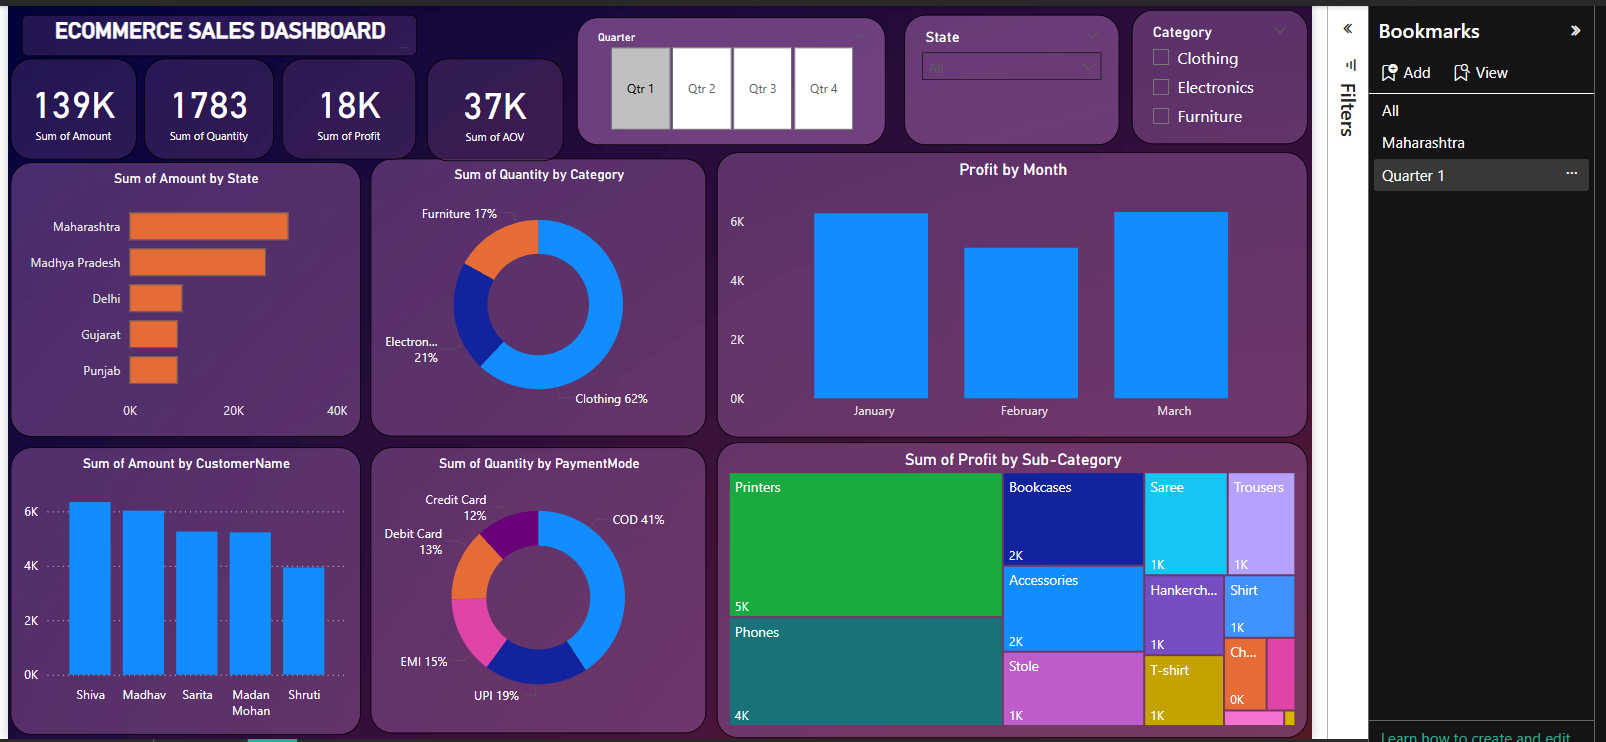 ECOMMERCE SALES DASHBOARD
139K
Sum of Amount
1783
Sum of Quantity
18K
Sum of Profit
37K
Sum of AOV
Quarter
Qtr 1
Qtr 2
Qtr 3
Qtr 4
State
All
Category
Clothing
Electronics
Furniture
Sum of Amount by State
Maharashtra
Madhya Pradesh
Delhi
Gujarat
Punjab
0K
20K
40K
Sum of Quantity by Category
Furniture 17%
Electron...
21%
Clothing 62%
Profit by Month
6K
4K
2K
0K
January
February
March
Sum of Amount by CustomerName
6K
4K
2K
0K
Shiva
Madhav
Sarita
Madan
Mohan
Shruti
Sum of Quantity by PaymentMode
Credit Card
12%
COD 41%
Debit Card
13%
EMI 15%
UPI 19%
Sum of Profit by Sub-Category
Printers
5K
Phones
4K
Bookcases
2K
Accessories
2K
Stole
1K
Saree
1K
Trousers
1K
Hankerch...
1K
Shirt
1K
T-shirt
1K
Ch...
0K
Filters
Bookmarks
Add
View
All
Maharashtra
Quarter 1
Learn how to create and edit